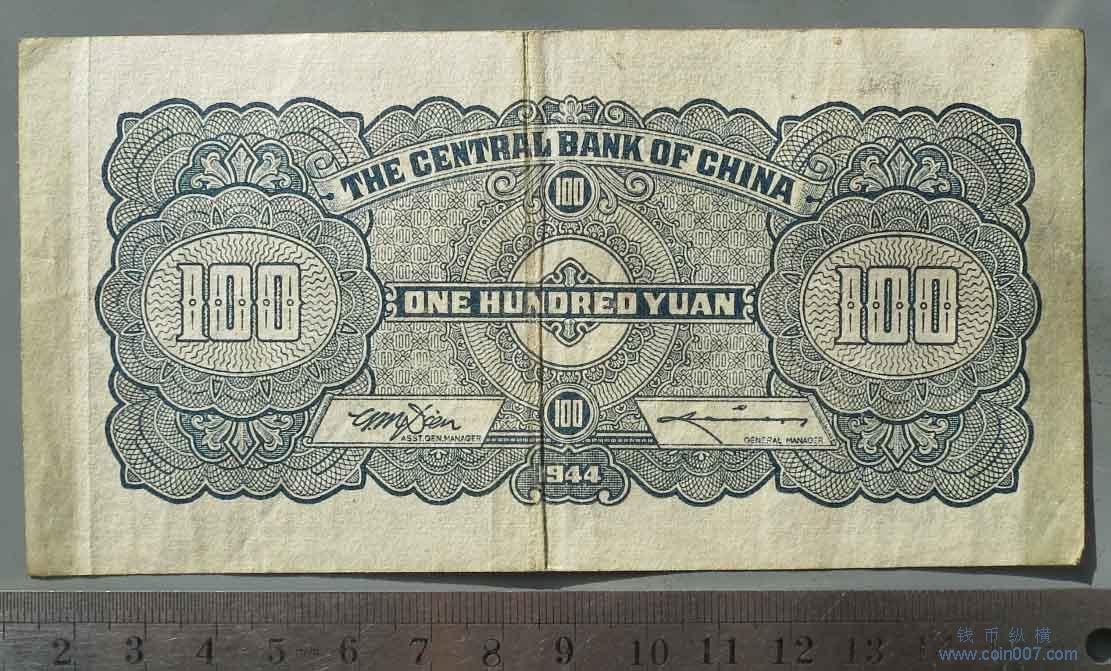 THE CENTRAL BANK OF CHINA
100
100
ONE HUNDRED YUAN
100
100
ASST. GEN. MANAGER
GENERAL MANAGER
944
2 3 4 5 m/m 6 7 8 9 10 11 12 13
钱币纵横
www.coin007.com